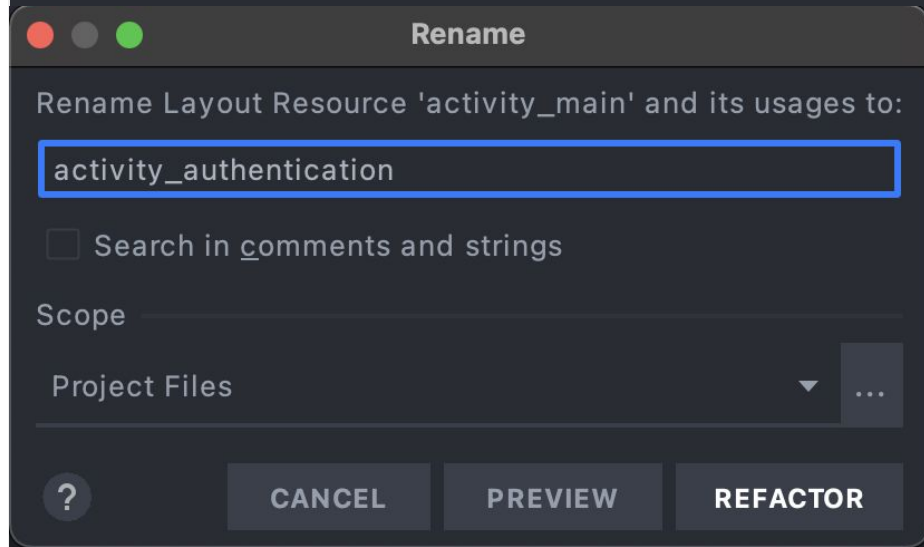 Rename
Rename Layout Resource 'activity_main' and its usages to:
activity_authentication
Search in comments and strings
Scope
Project Files
...
?
CANCEL
PREVIEW
REFACTOR